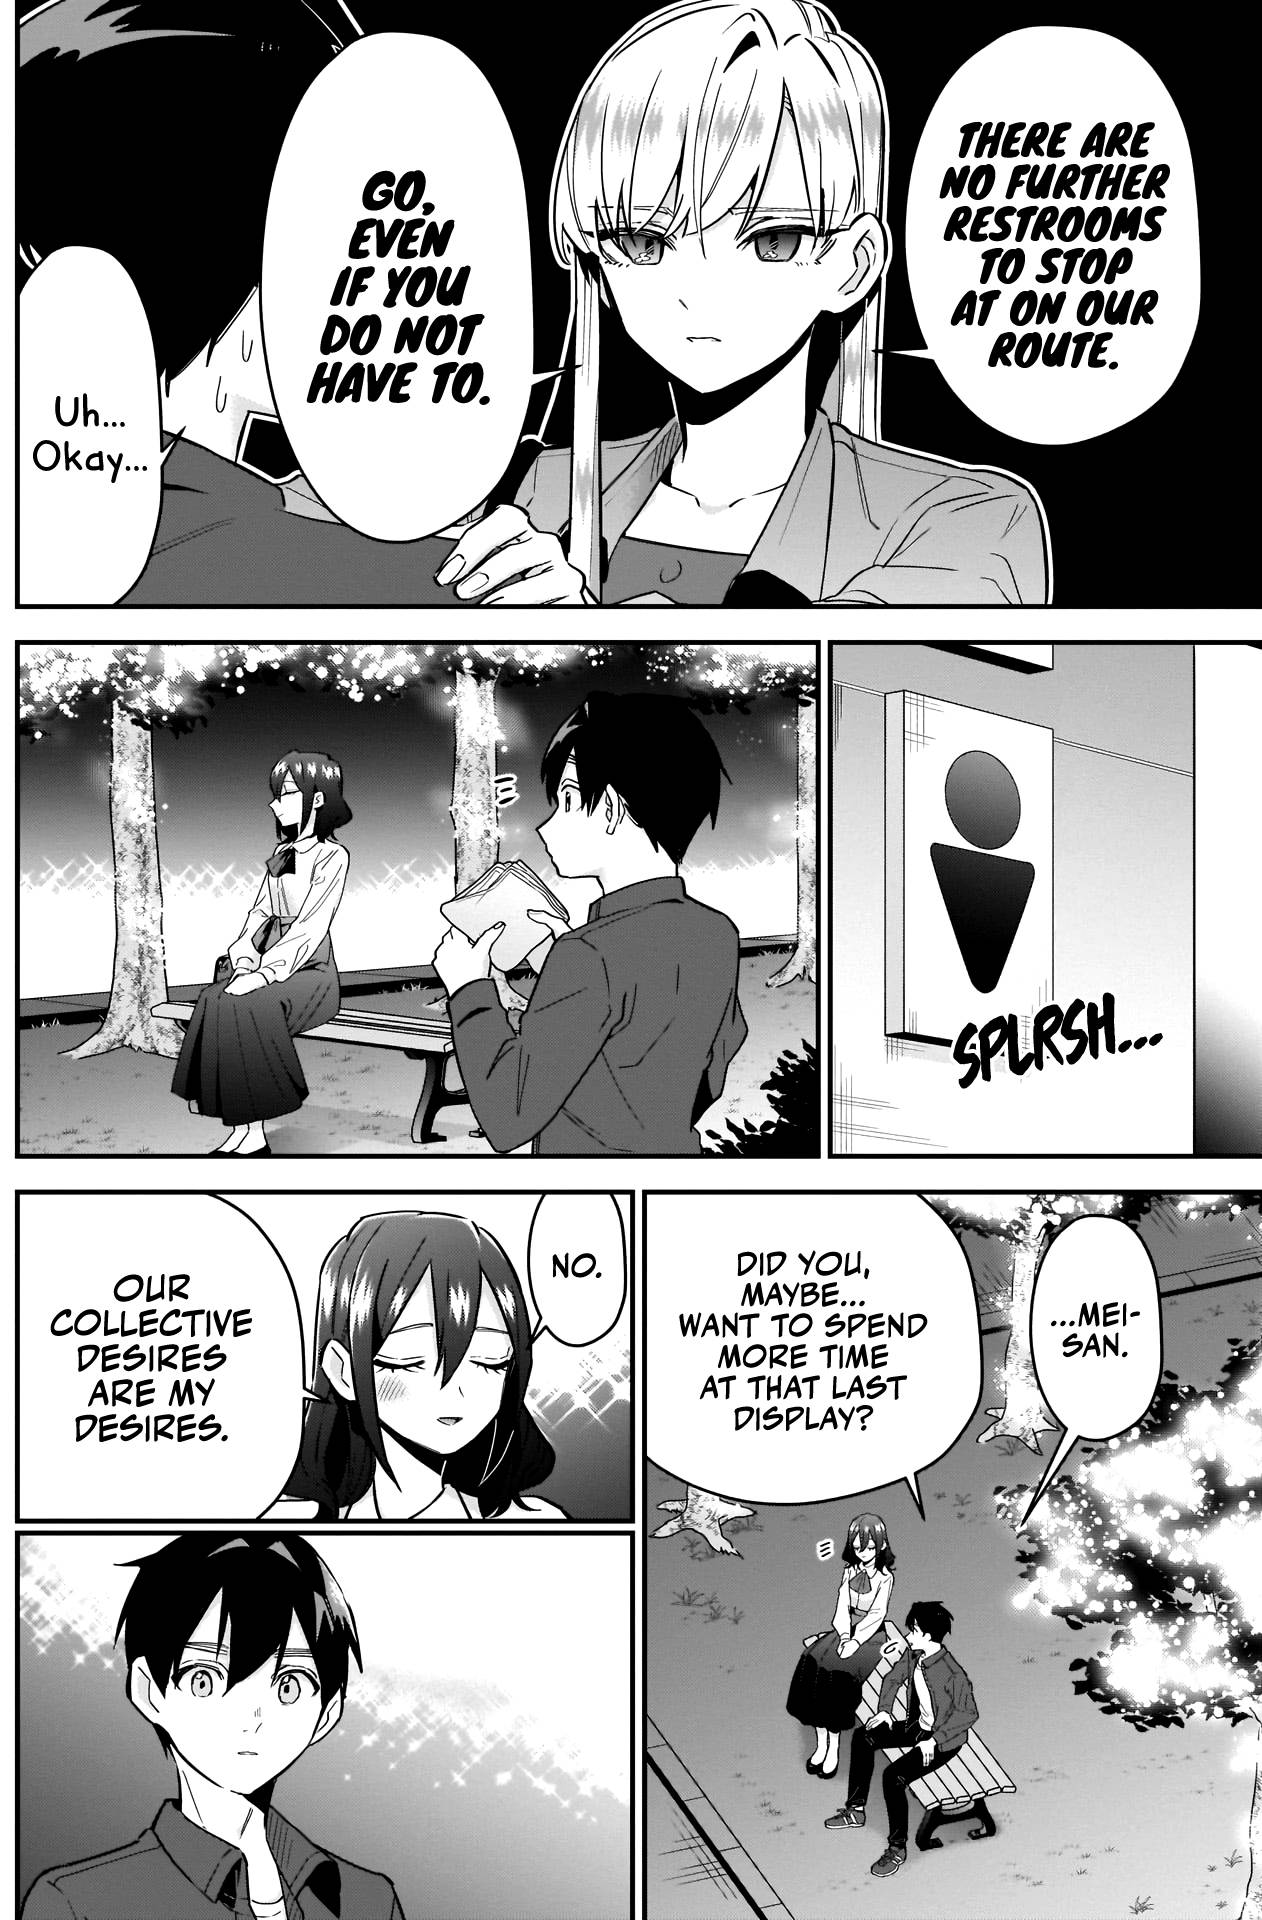 THERE ARE
NO FURTHER
RESTROOMS
TO STOP
AT ON OUR
ROUTE.
GO,
EVEN
IF YOU
DO NOT
HAVE TO.
Uh...
Okay...
SPLRSH...
...MEI-
SAN.
DID YOU,
MAYBE...
WANT TO SPEND
MORE TIME
AT THAT LAST
DISPLAY?
NO.
OUR
COLLECTIVE
DESIRES
ARE MY
DESIRES.